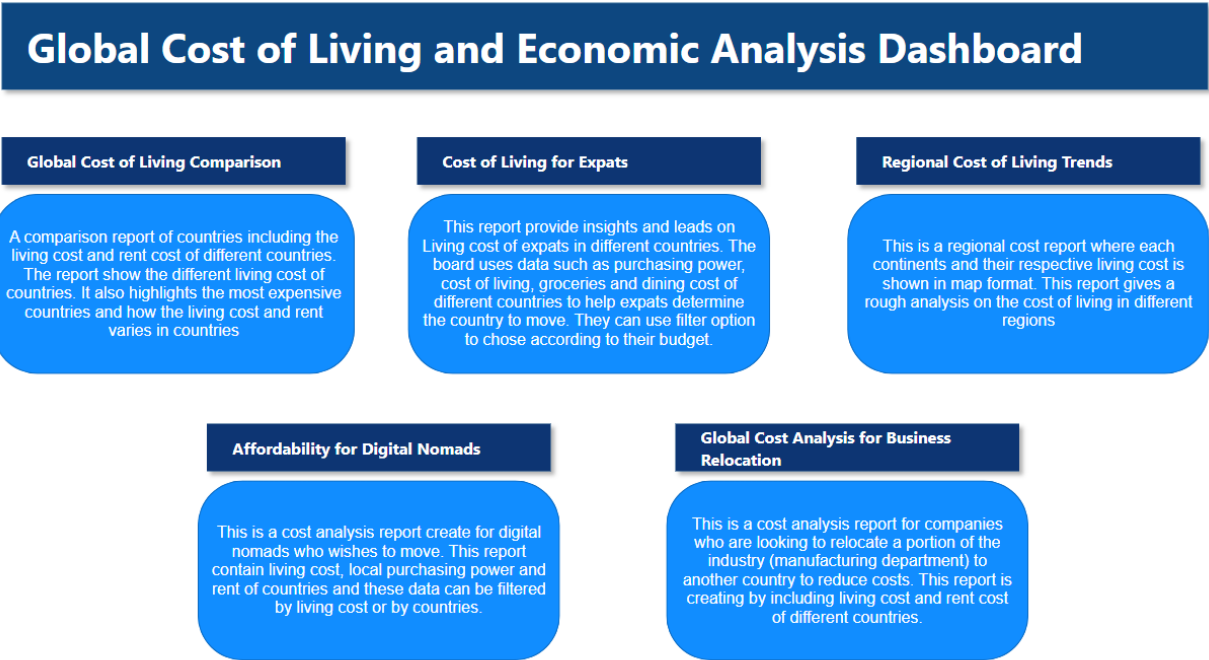 Global Cost of Living and Economic Analysis Dashboard
Global Cost of Living Comparison
A comparison report of countries including the
living cost and rent cost of different countries.
The report show the different living cost of
countries. It also highlights the most expensive
countries and how the living cost and rent
varies in countries
Cost of Living for Expats
This report provide insights and leads on
Living cost of expats in different countries. The
board uses data such as purchasing power,
cost of living, groceries and dining cost of
different countries to help expats determine
the country to move. They can use filter option
to chose according to their budget.
Regional Cost of Living Trends
This is a regional cost report where each
continents and their respective living cost is
shown in map format. This report gives a
rough analysis on the cost of living in different
regions
Affordability for Digital Nomads
This is a cost analysis report create for digital
nomads who wishes to move. This report
contain living cost, local purchasing power and
rent of countries and these data can be filtered
by living cost or by countries.
Global Cost Analysis for Business
Relocation
This is a cost analysis report for companies
who are looking to relocate a portion of the
industry (manufacturing department) to
another country to reduce costs. This report is
creating by including living cost and rent cost
of different countries.